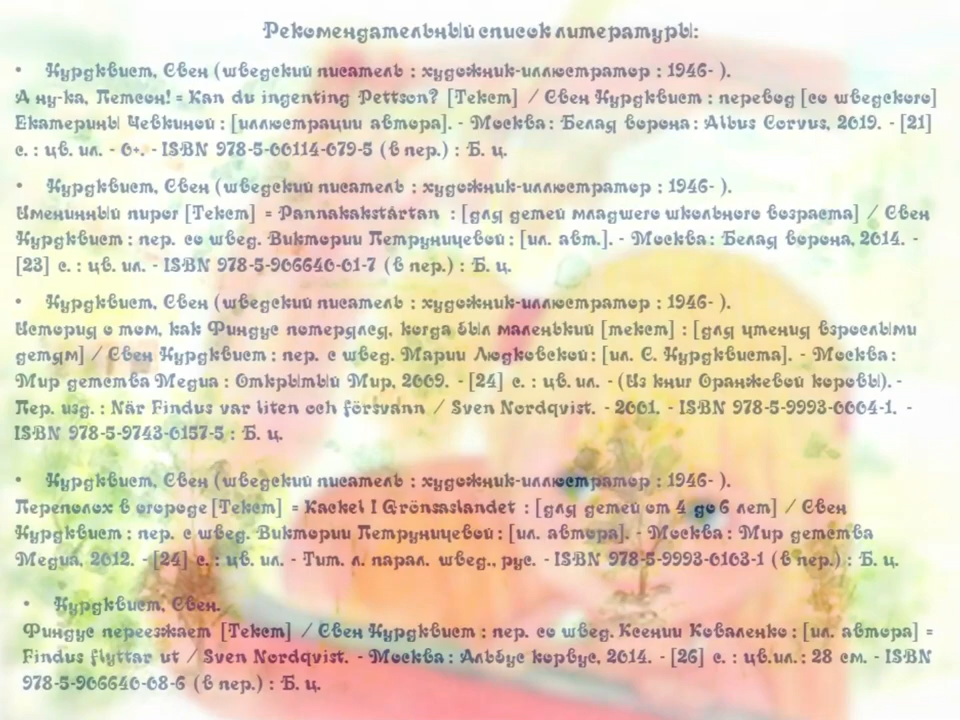 Рекомендательный список литературы:
• Нурдквист, Свен (шведский писатель : художник-иллюстратор : 1946- ).
А ну-ка, Петсон! = Kan du ingenting Pettson? [Текст] / Свен Нурдквист : перевод [со шведского]
Екатерины Чевкиной : [иллюстрации автора]. - Москва : Белая ворона : Albus Corvus, 2019. - [21]
с. : цв. ил. - 0+. - ISBN 978-5-00114-079-5 (в пер.) : Б. ц.
• Нурдквист, Свен (шведский писатель : художник-иллюстратор : 1946- ).
Именинный пирог [Текст] = Pannakakstårtan : [для детей младшего школьного возраста] / Свен
Нурдквист : пер. со швед. Виктории Петруничевой : [ил. авт.]. - Москва : Белая ворона, 2014. -
[23] с. : цв. ил. - ISBN 978-5-906640-01-7 (в пер.) : Б. ц.
• Нурдквист, Свен (шведский писатель : художник-иллюстратор : 1946- ).
История о том, как Финдус потерялся, когда был маленький [текст] : [для чтения взрослыми
детям] / Свен Нурдквист : пер. с швед. Марии Людковской : [ил. С. Нурдквиста]. - Москва :
Мир детства Медиа : Открытый Мир, 2009. - [24] с. : цв. ил. - (Из книг Оранжевой коровы). -
Пер. изд. : När Findus var liten och försvann / Sven Nordqvist. - 2001. - ISBN 978-5-9993-0004-1. -
ISBN 978-5-9743-0157-5 : Б. ц.
• Нурдквист, Свен (шведский писатель : художник-иллюстратор : 1946- ).
Переполох в огороде [Текст] = Kackel I Grönsaslandet : [для детей от 4 до 6 лет] / Свен
Нурдквист : пер. с швед. Виктории Петруничевой : [ил. автора]. - Москва : Мир детства
Медиа, 2012. - [24] с. : цв. ил. - Тит. л. парал. швед., рус. - ISBN 978-5-9993-0103-1 (в пер.) : Б. ц.
• Нурдквист, Свен.
Финдус переезжает [Текст] / Свен Нурдквист : пер. со швед. Ксении Коваленко : [ил. автора] =
Findus flyttar ut / Sven Nordqvist. - Москва : Альбус корвус, 2014. - [26] с. : цв.ил.: 28 см. - ISBN
978-5-906640-08-6 (в пер.) : Б. ц.